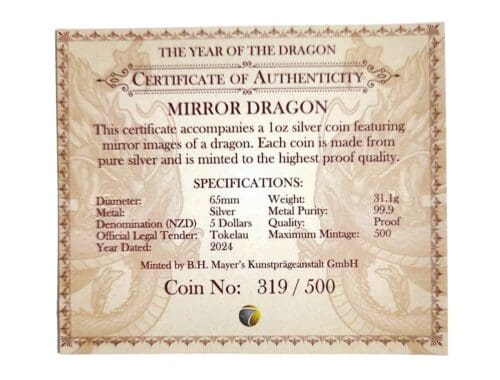 THE YEAR OF THE DRAGON
CERTIFICATE OF AUTHENTICITY
MIRROR DRAGON
This certificate accompanies a 1oz silver coin featuring
mirror images of a dragon. Each coin is made from
pure silver and is minted to the highest proof quality.
SPECIFICATIONS:
Diameter: 65mm Weight: 31.1g
Metal: Silver Metal Purity: 99.9
Denomination (NZD) 5 Dollars Quality: Proof
Official Legal Tender: Tokelau Maximum Mintage: 500
Year Dated: 2024
Minted by B.H. Mayer's Kunstprägeanstalt GmbH
Coin No: 319 / 500